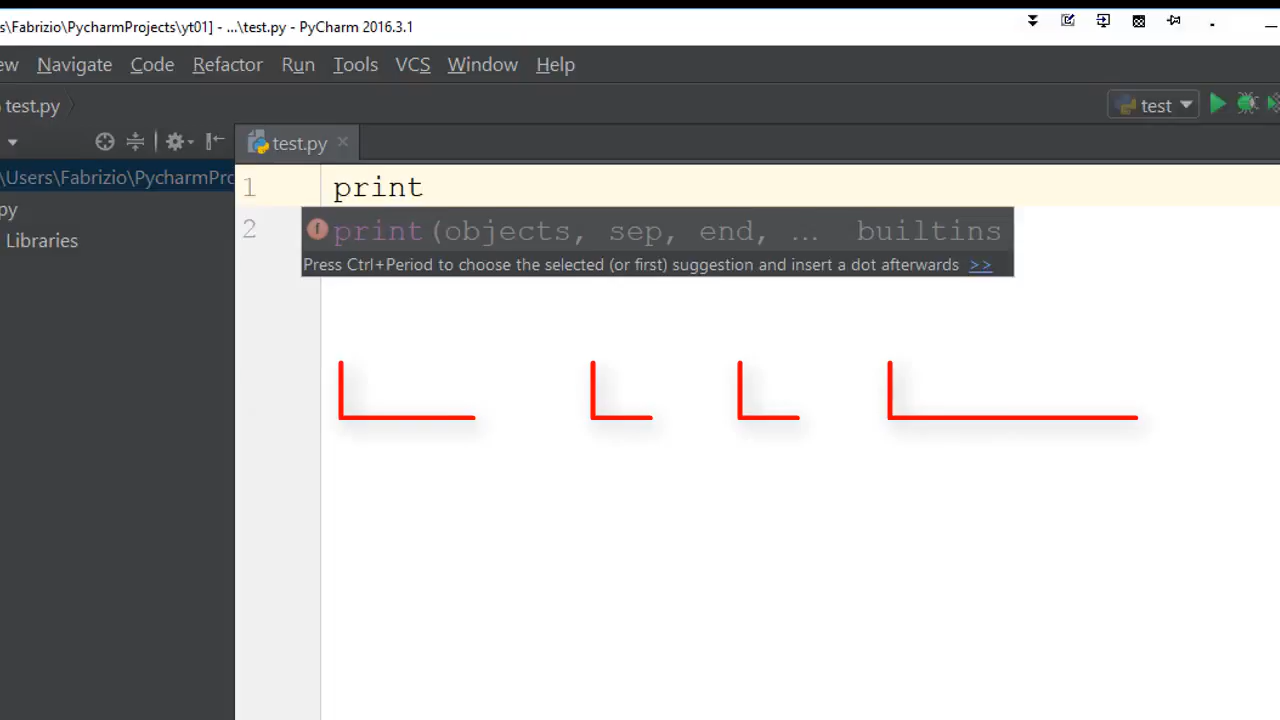 s\Fabrizio\PycharmProjects\yt01] - ...\test.py - PyCharm 2016.3.1
ew Navigate Code Refactor Run Tools VCS Window Help
test.py
test
test.py
1 print
\Users\Fabrizio\PycharmPro
py
2
print(objects, sep, end, ... builtins
Libraries
Press Ctrl+Period to choose the selected (or first) suggestion and insert a dot afterwards >>